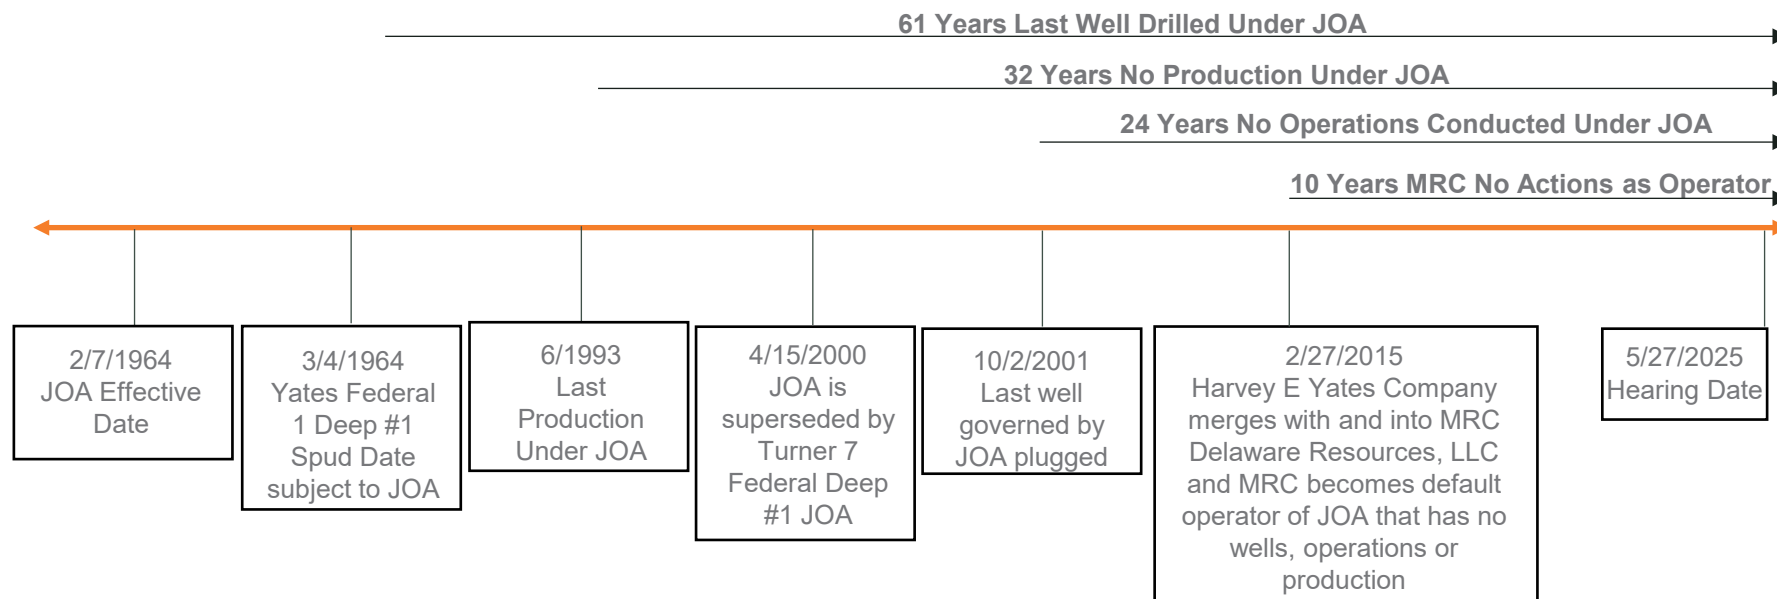 61 Years Last Well Drilled Under JOA
32 Years No Production Under JOA
24 Years No Operations Conducted Under JOA
10 Years MRC No Actions as Operator
2/7/1964
JOA Effective
Date
3/4/1964
Yates Federal
1 Deep #1
Spud Date
subject to JOA
6/1993
Last
Production
Under JOA
4/15/2000
JOA is
superseded by
Turner 7
Federal Deep
#1 JOA
10/2/2001
Last well
governed by
JOA plugged
2/27/2015
Harvey E Yates Company
merges with and into MRC
Delaware Resources, LLC
and MRC becomes default
operator of JOA that has no
wells, operations or
production
5/27/2025
Hearing Date